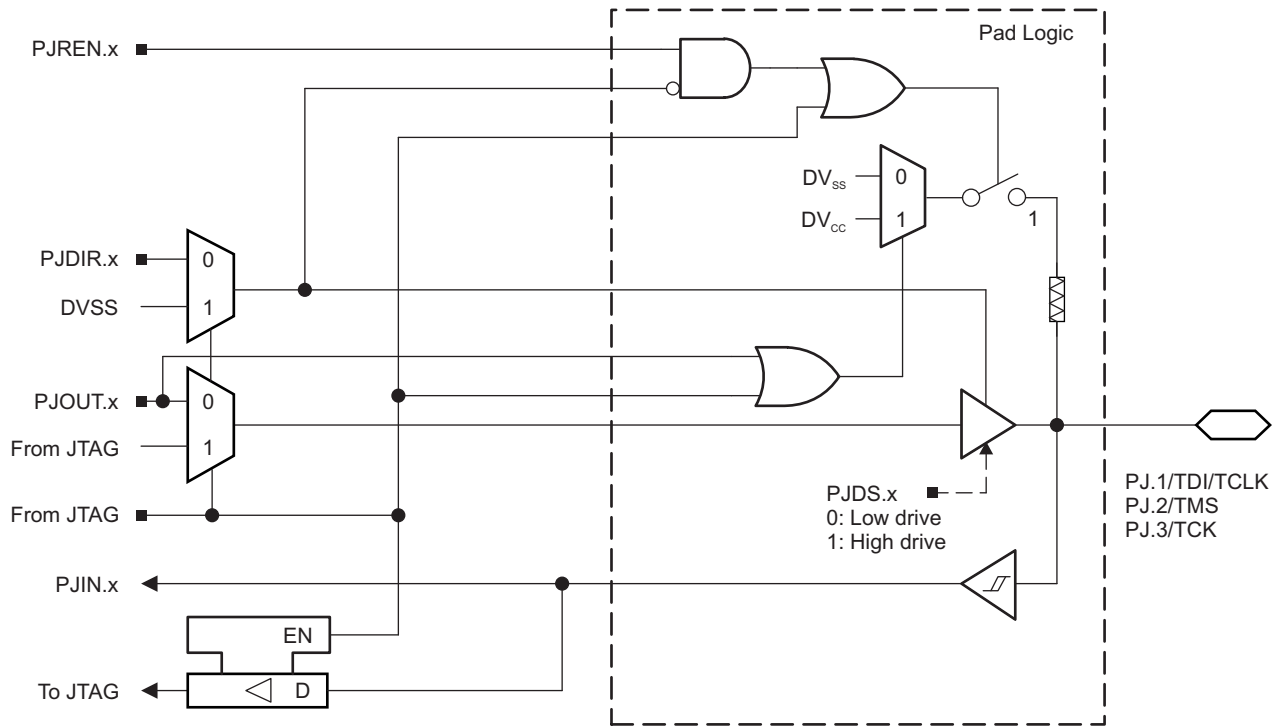 Pad Logic
PJREN.x
DVSS
0
DVCC
1
1
PJDIR.x
0
DVSS
1
PJOUT.x
0
From JTAG
1
PJDS.x
0: Low drive
1: High drive
PJ.1/TDI/TCLK
PJ.2/TMS
PJ.3/TCK
From JTAG
PJIN.x
EN
To JTAG
D